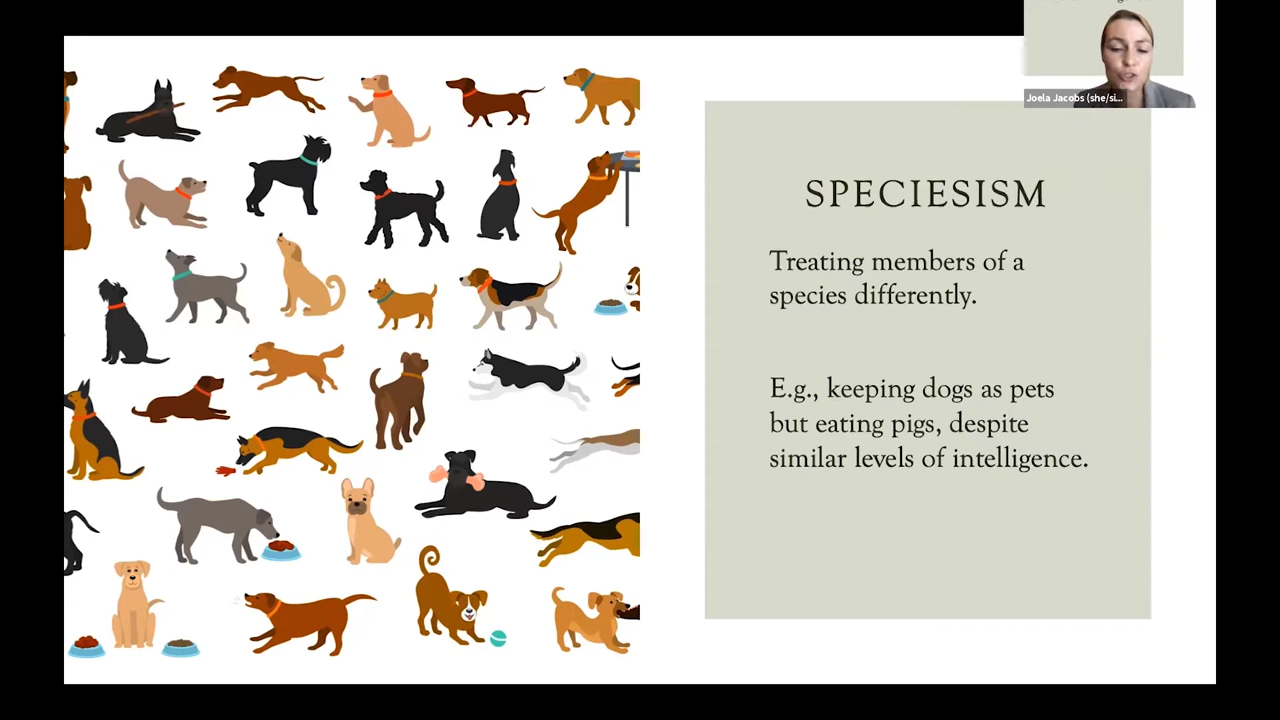 Joela Jacobs (she/si...
SPECIESISM
Treating members of a
species differently.
E.g., keeping dogs as pets
but eating pigs, despite
similar levels of intelligence.